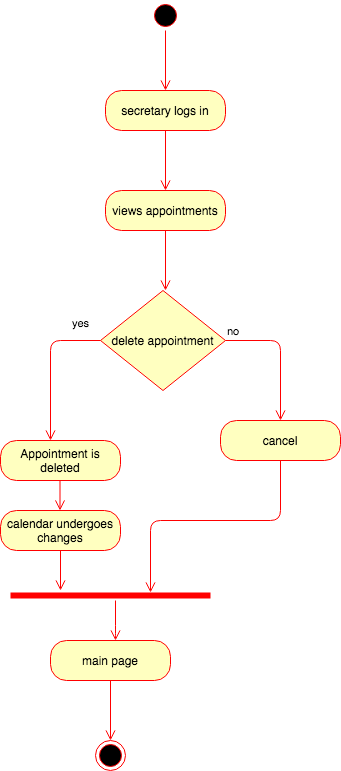 secretary logs in
views appointments
delete appointment
yes
no
Appointment is
deleted
cancel
calendar undergoes
changes
main page